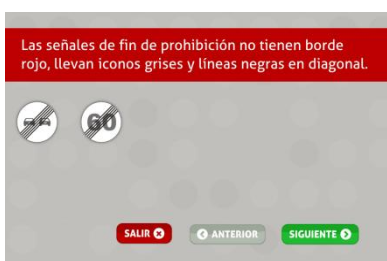 Las señales de fin de prohibición no tienen borde
rojo, llevan iconos grises y líneas negras en diagonal.
60
SALIR
ANTERIOR
SIGUIENTE